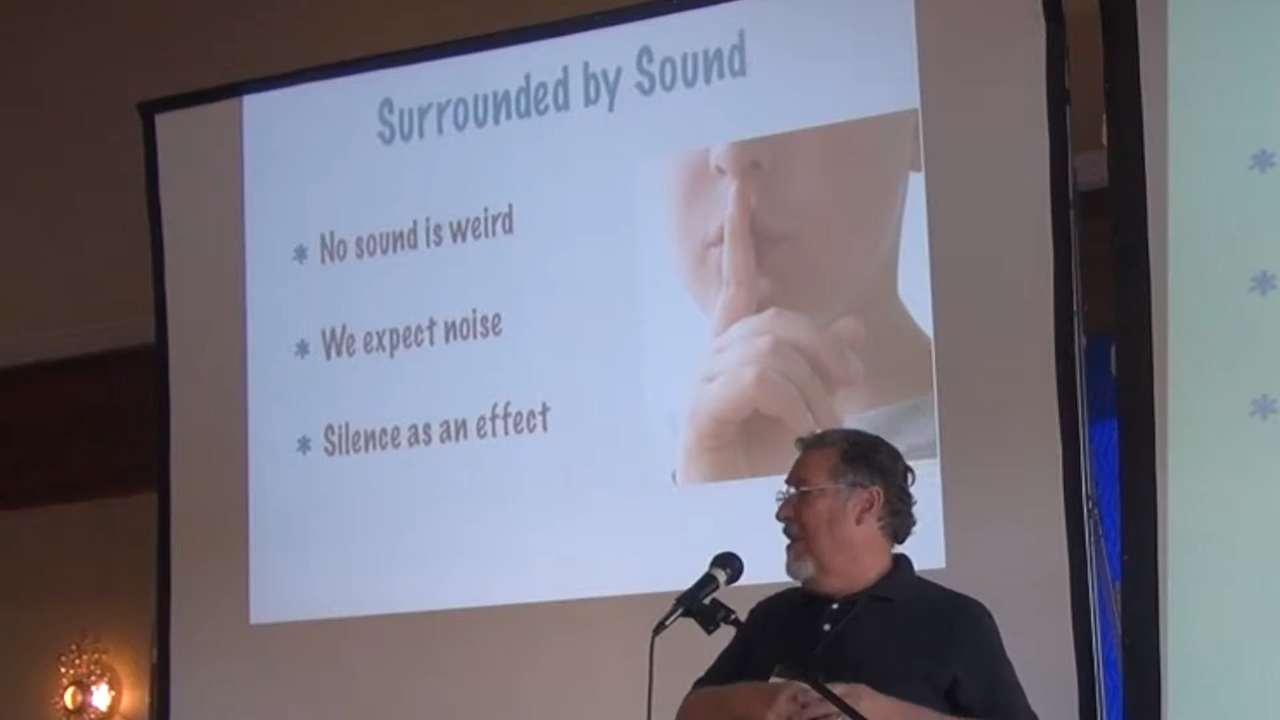 Surrounded by Sound
* No sound is weird
* We expect noise
* Silence as an effect